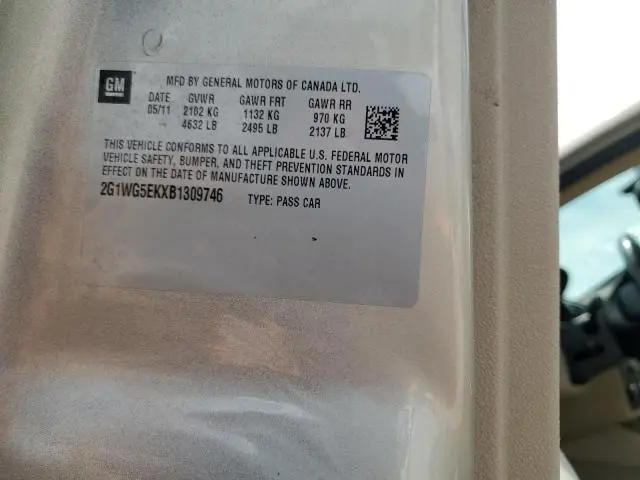 GM
MFD BY GENERAL MOTORS OF CANADA LTD.
DATE GVWR GAWR FRT GAWR RR
05/11 2102 KG 1132 KG 970 KG
4632 LB 2495 LB 2137 LB
THIS VEHICLE CONFORMS TO ALL APPLICABLE U.S. FEDERAL MOTOR
VEHICLE SAFETY, BUMPER, AND THEFT PREVENTION STANDARDS IN
EFFECT ON THE DATE OF MANUFACTURE SHOWN ABOVE.
2G1WG5EKXB1309746 TYPE: PASS CAR